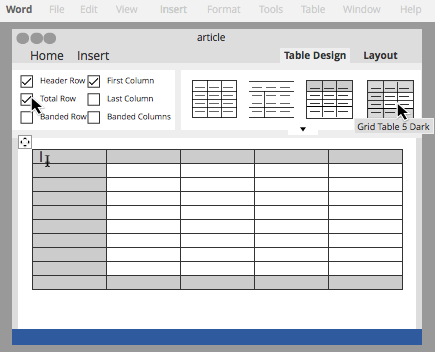 Word File Edit View Insert Format Tools Table Window Help
article
Home Insert Table Design Layout
Header Row First Column
Total Row Last Column
Banded Row Banded Columns
Grid Table 5 Dark